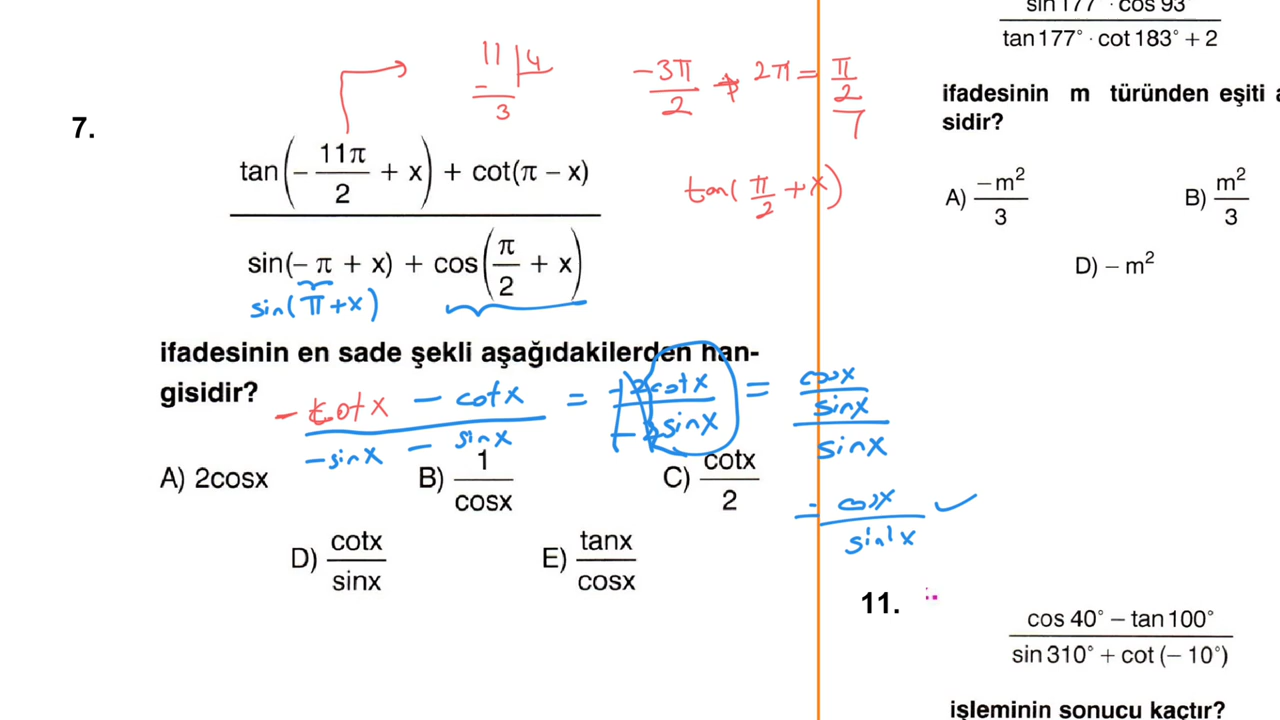 7.
11 | 4
-
3
-3π/2 + 2π = π/2
7
tan(-11π/2 + x) + cot(π - x)
sin(-π + x) + cos(π/2 + x)
tan(π/2 + x)
sin(π+x)
ifadesinin en sade şekli aşağıdakilerden han-
gisidir?
-cotx - cotx / -sinx - sinx = -2cotx / -2sinx = cosx/sinx / sinx
= cosx / sin²x ✓
A) 2cosx B) 1/cosx C) cotx/2
D) cotx/sinx E) tanx/cosx
sin177° · cos93°
tan177° · cot183° + 2
ifadesinin m türünden eşiti a
sidir?
A) -m²/3 B) m²/3
D) -m²
11.
cos40° - tan100°
sin310° + cot(-10°)
işleminin sonucu kaçtır?